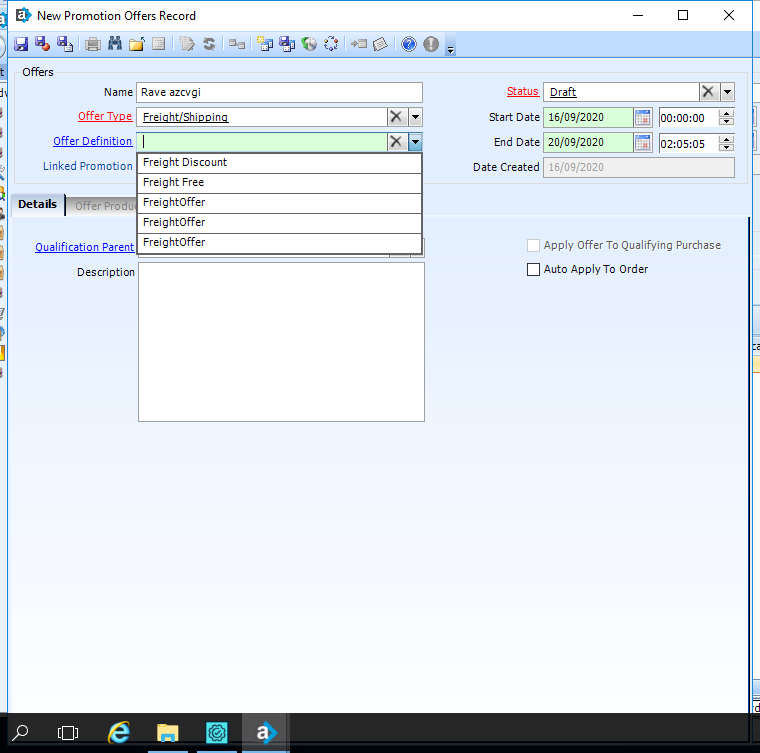 New Promotion Offers Record
Offers
Name Rave azcvgi
Status Draft
Offer Type Freight/Shipping
Start Date 16/09/2020 00:00:00
Offer Definition
End Date 20/09/2020 02:05:05
Linked Promotion
Date Created 16/09/2020
Freight Discount
Freight Free
FreightOffer
FreightOffer
FreightOffer
Details Offer Produ
Qualification Parent
Apply Offer To Qualifying Purchase
Description
Auto Apply To Order